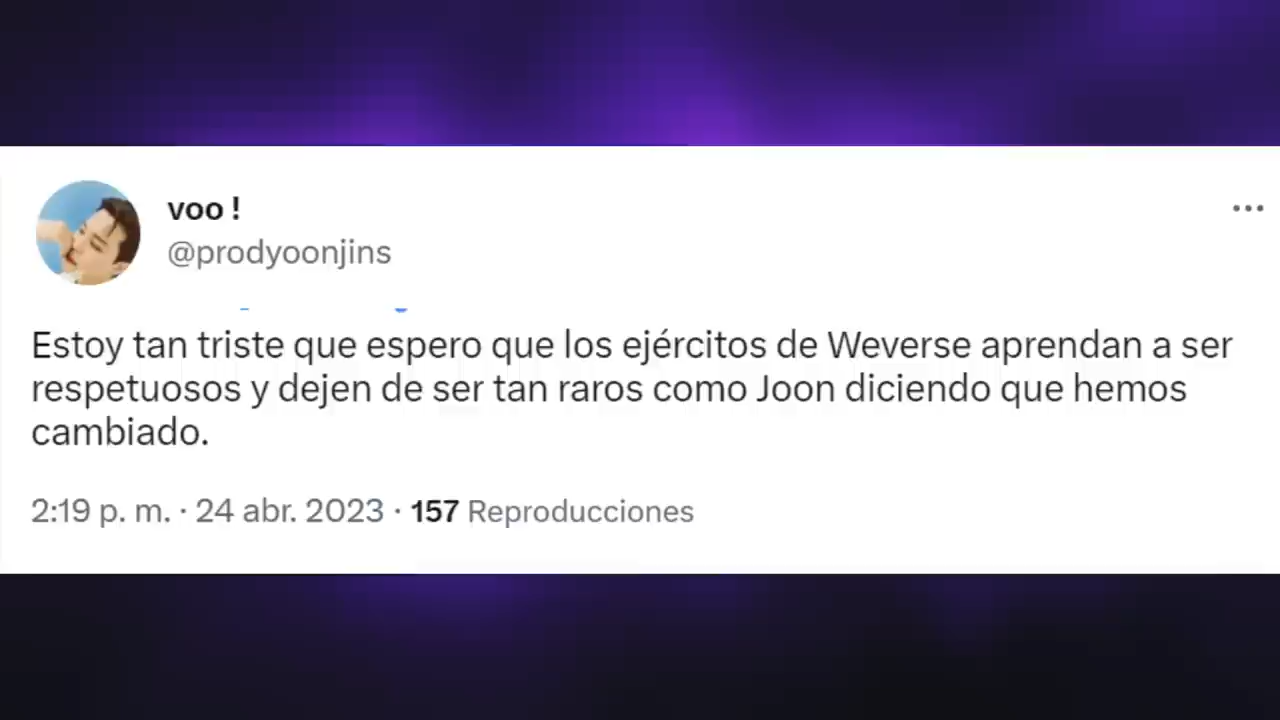 voo !
@prodyoonjins
Estoy tan triste que espero que los ejércitos de Weverse aprendan a ser
respetuosos y dejen de ser tan raros como Joon diciendo que hemos
cambiado.
2:19 p. m. · 24 abr. 2023 · 157 Reproducciones